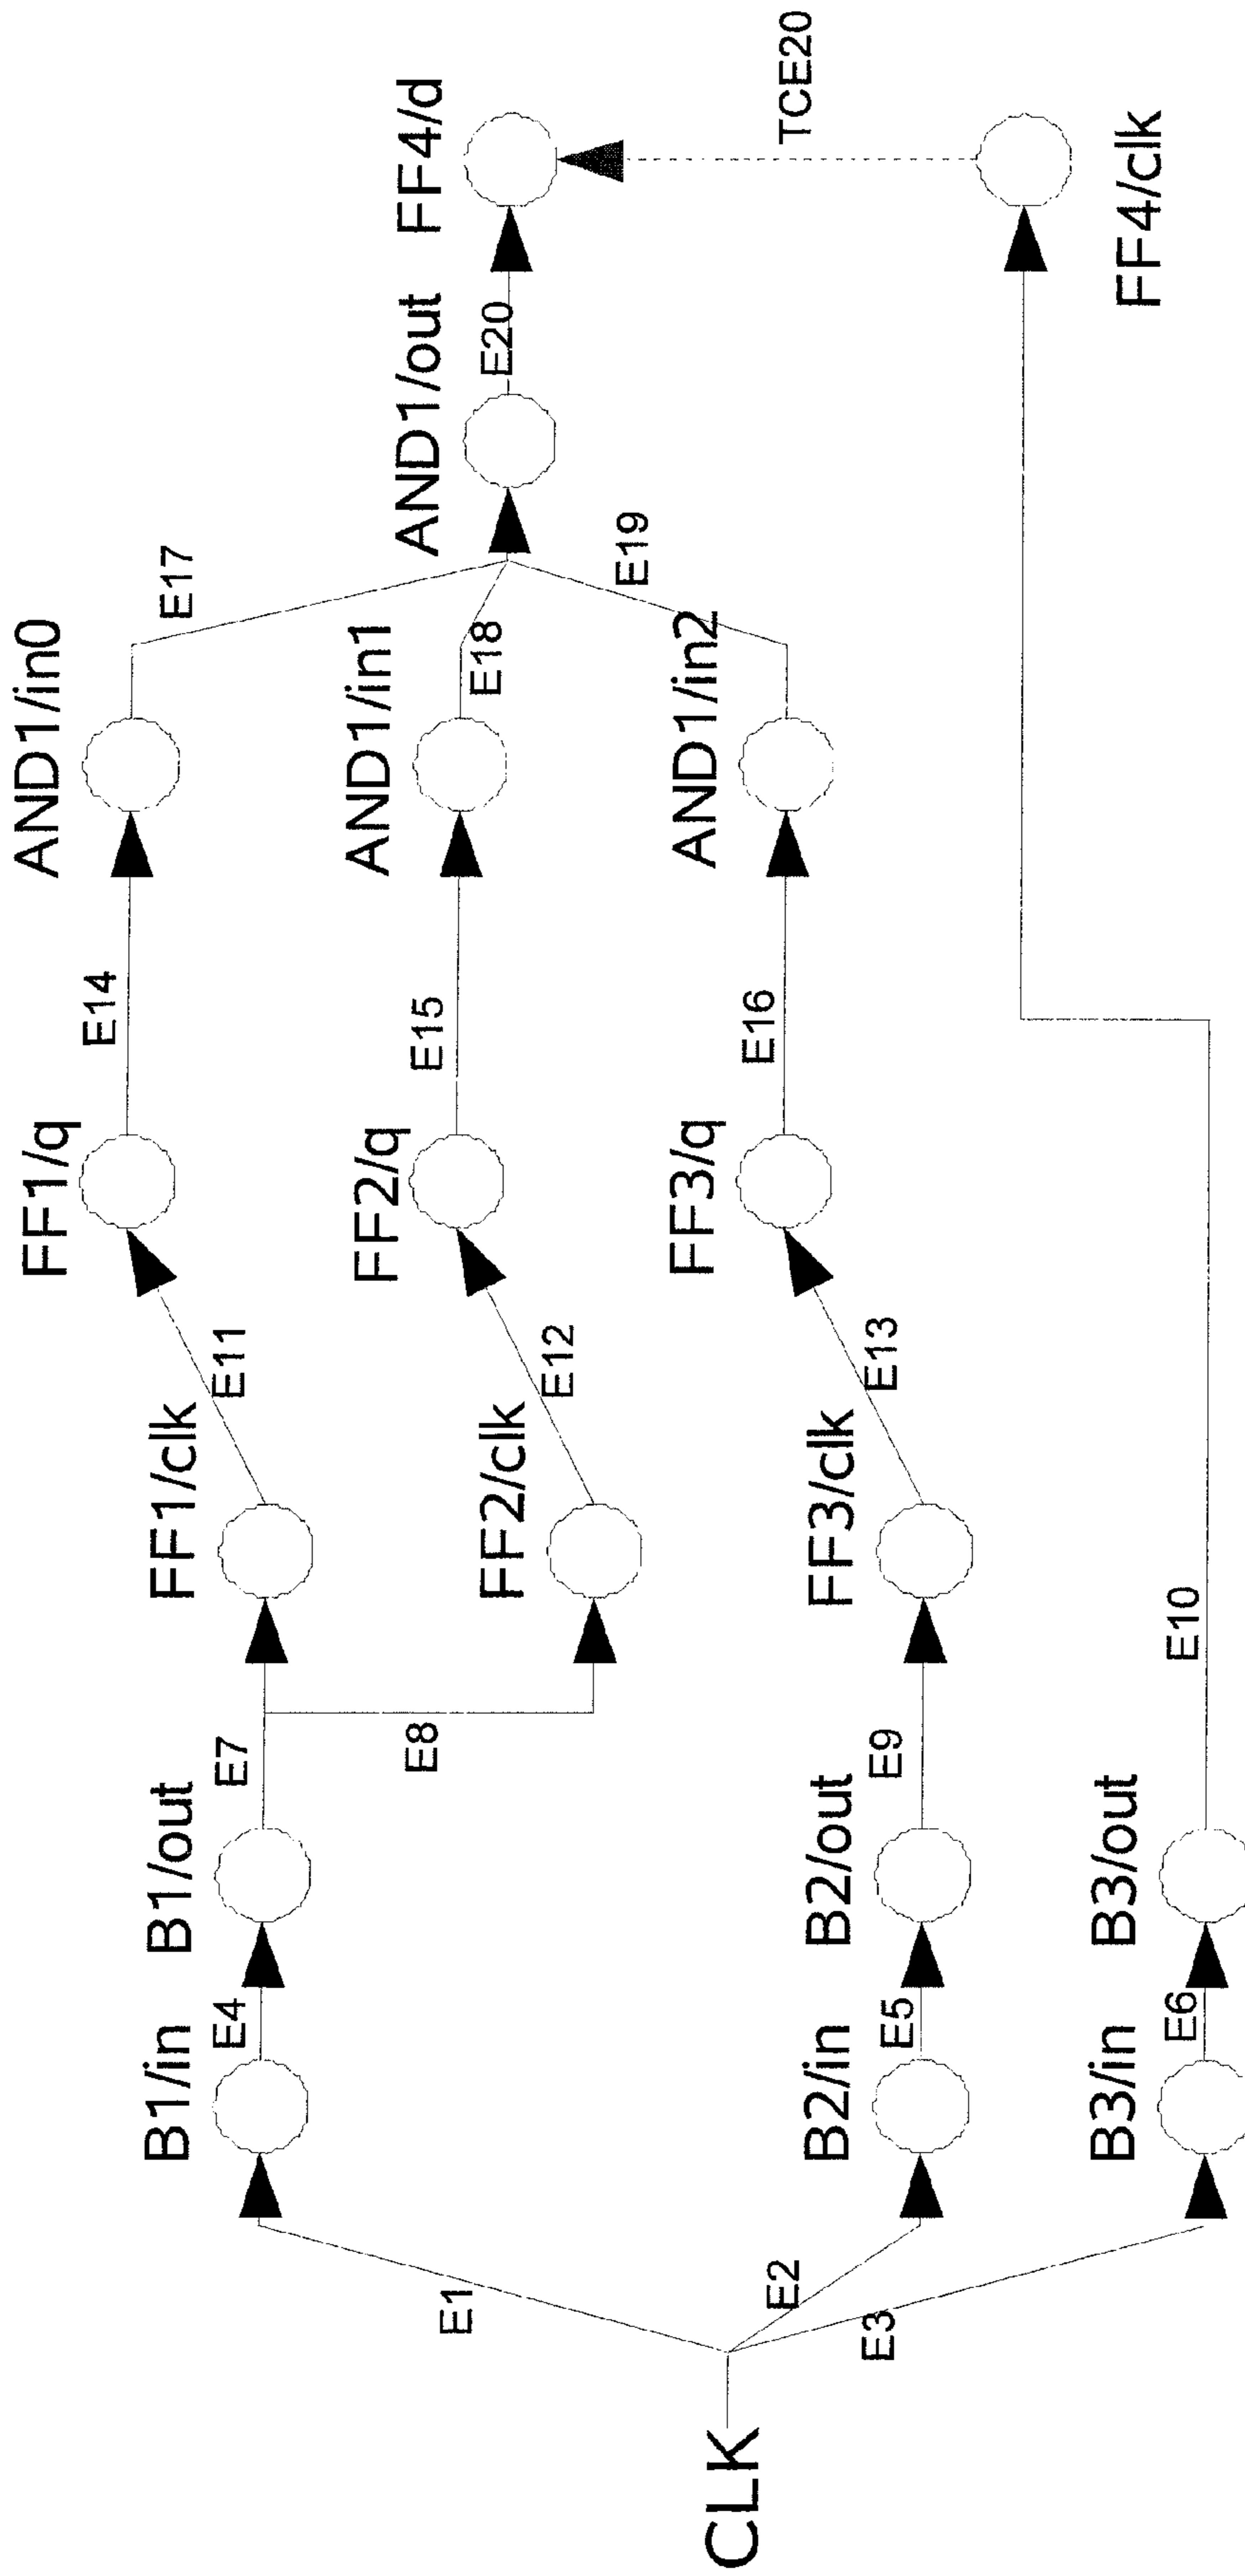 CLK
E1
E2
E3
B1/in
E4
B1/out
E7
E8
FF1/clk
E11
FF1/q
E14
AND1/in0
E17
FF2/clk
E12
FF2/q
E15
AND1/in1
E18
B2/in
E5
B2/out
E9
FF3/clk
E13
FF3/q
E16
AND1/in2
E19
AND1/out
E20
FF4/d
TCE20
B3/in
E6
B3/out
E10
FF4/clk